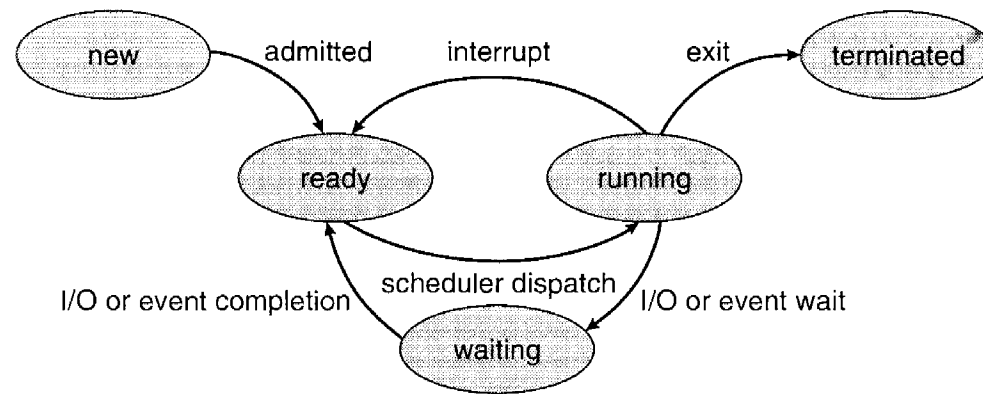 new
admitted
interrupt
exit
terminated
ready
running
scheduler dispatch
I/O or event completion
I/O or event wait
waiting